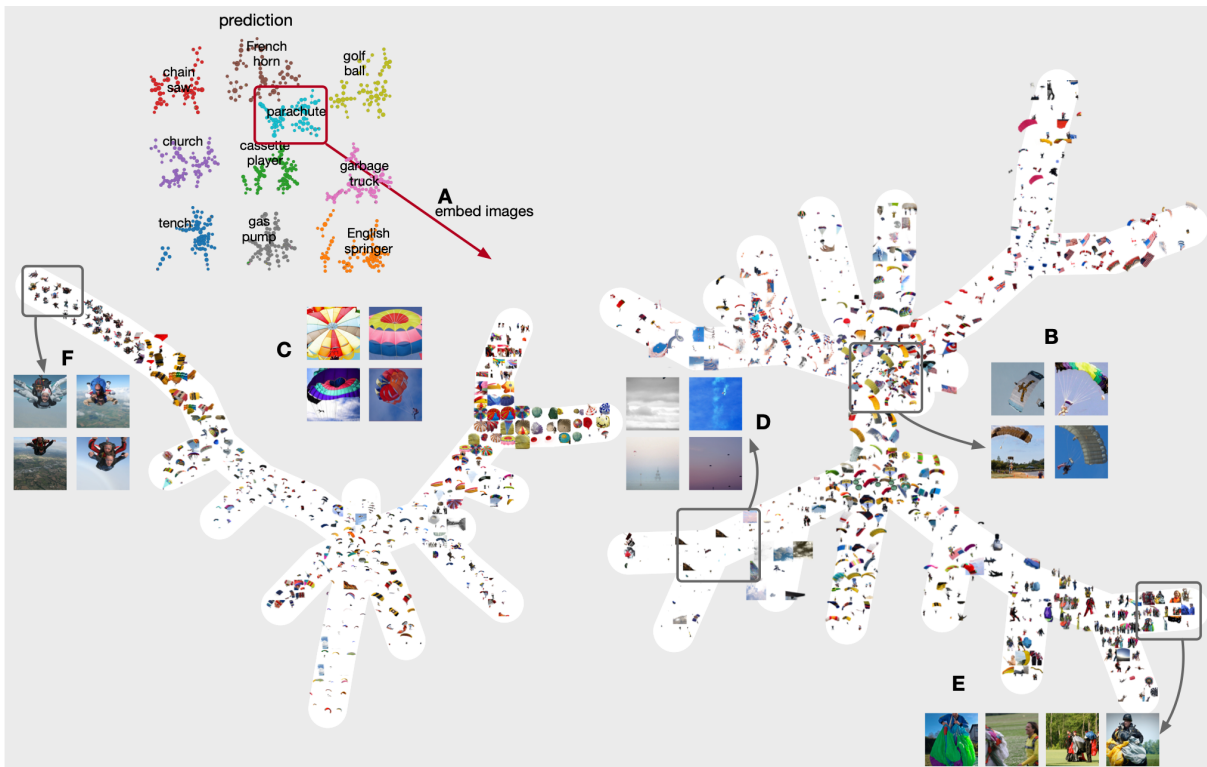 prediction
French
horn
golf
ball
chain
saw
parachute
church
cassette
player
garbage
truck
A
embed images
tench
gas
pump
English
springer
F
C
B
D
E